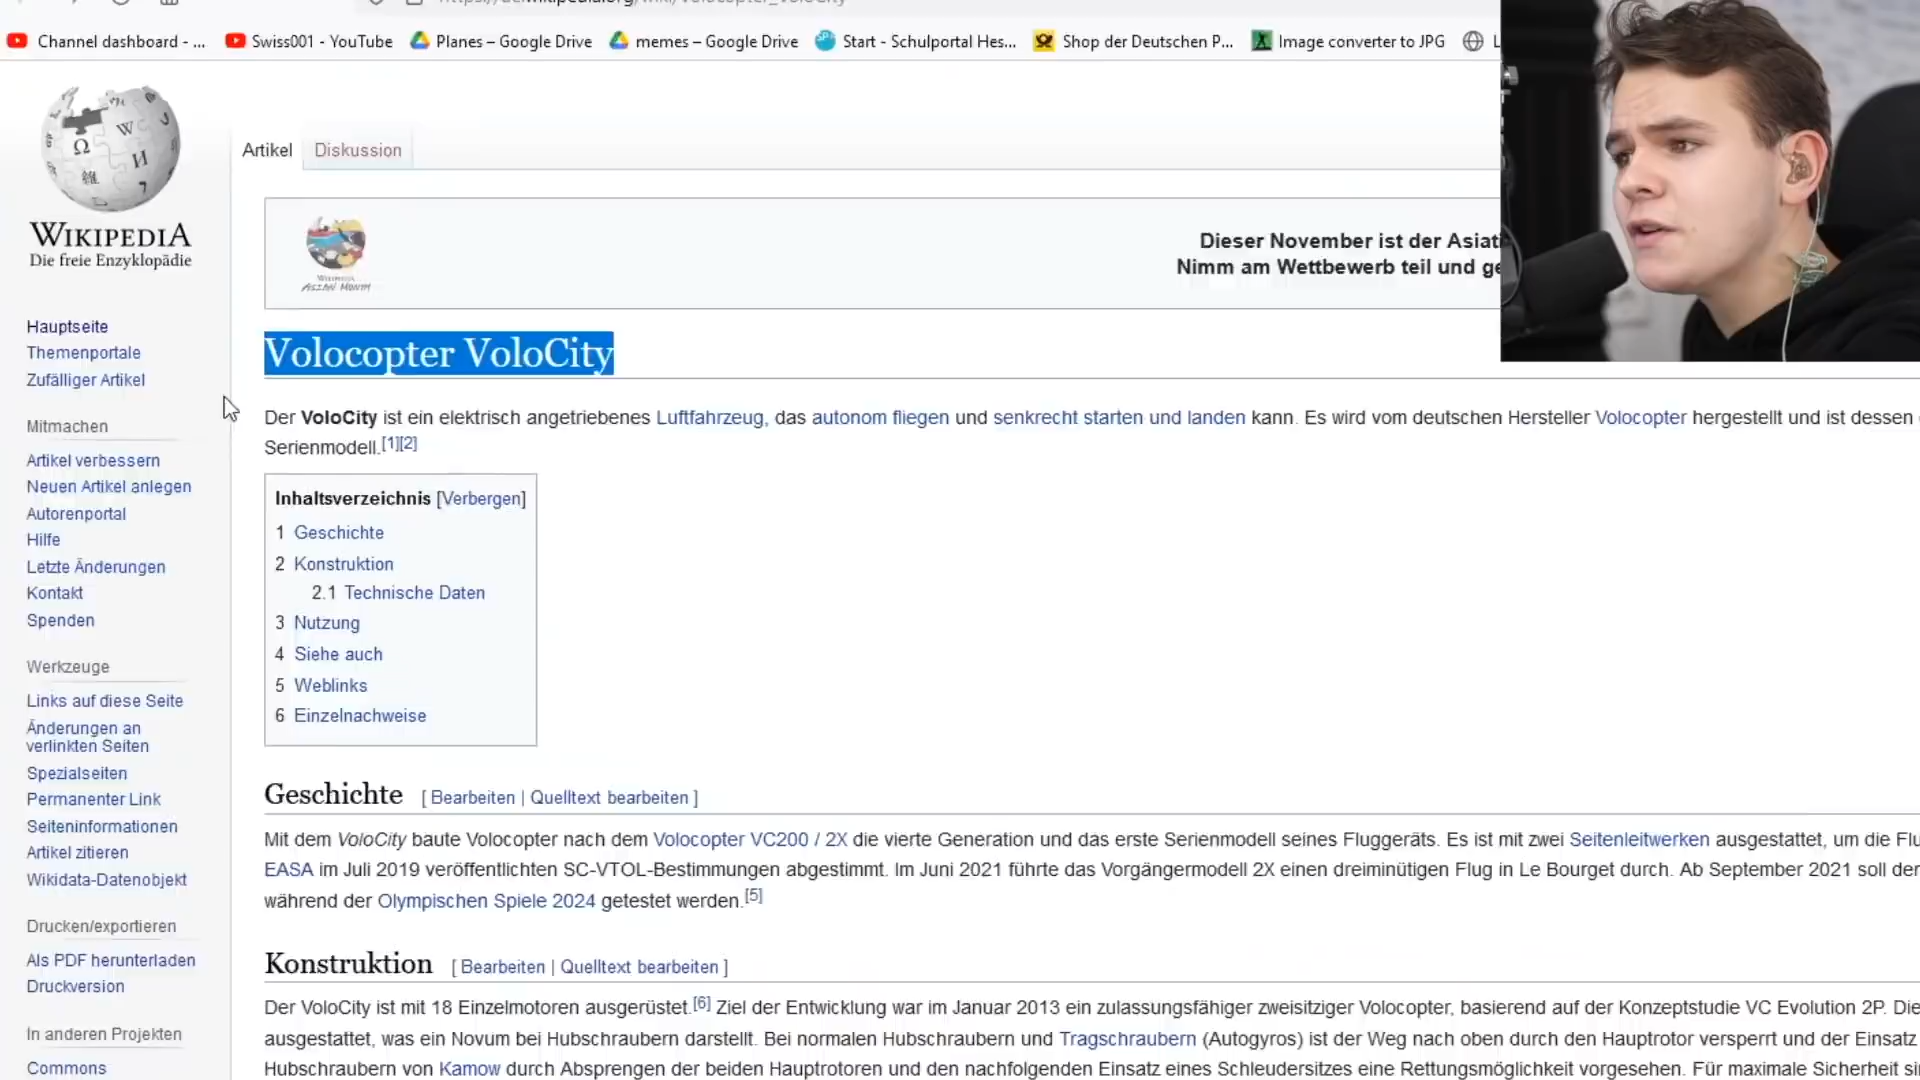 Channel dashboard - ...
Swiss001 - YouTube
Planes – Google Drive
memes – Google Drive
Start - Schulportal Hes...
Shop der Deutschen P...
Image converter to JPG
WIKIPEDIA
Die freie Enzyklopädie
Artikel
Diskussion
WIKIPEDIA
ASIAN MONTH
Dieser November ist der
Nimm am Wettbewerb teil und
Hauptseite
Themenportale
Zufälliger Artikel
Mitmachen
Artikel verbessern
Neuen Artikel anlegen
Autorenportal
Hilfe
Letzte Änderungen
Kontakt
Spenden
Werkzeuge
Links auf diese Seite
Änderungen an
verlinkten Seiten
Spezialseiten
Permanenter Link
Seiteninformationen
Artikel zitieren
Wikidata-Datenobjekt
Drucken/exportieren
Als PDF herunterladen
Druckversion
In anderen Projekten
Commons
Volocopter VoloCity
Der VoloCity ist ein elektrisch angetriebenes Luftfahrzeug, das autonom fliegen und senkrecht starten und landen kann. Es wird vom deutschen Hersteller Volocopter hergestellt und ist dessen
Serienmodell.[1][2]
Inhaltsverzeichnis [Verbergen]
1 Geschichte
2 Konstruktion
2.1 Technische Daten
3 Nutzung
4 Siehe auch
5 Weblinks
6 Einzelnachweise
Geschichte [ Bearbeiten | Quelltext bearbeiten ]
Mit dem VoloCity baute Volocopter nach dem Volocopter VC200 / 2X die vierte Generation und das erste Serienmodell seines Fluggeräts. Es ist mit zwei Seitenleitwerken ausgestattet, um die
EASA im Juli 2019 veröffentlichten SC-VTOL-Bestimmungen abgestimmt. Im Juni 2021 führte das Vorgängermodell 2X einen dreiminütigen Flug in Le Bourget durch. Ab September 2021 soll der
während der Olympischen Spiele 2024 getestet werden.[5]
Konstruktion [ Bearbeiten | Quelltext bearbeiten ]
Der VoloCity ist mit 18 Einzelmotoren ausgerüstet.[6] Ziel der Entwicklung war im Januar 2013 ein zulassungsfähiger zweisitziger Volocopter, basierend auf der Konzeptstudie VC Evolution 2P. Die
ausgestattet, was ein Novum bei Hubschraubern darstellt. Bei normalen Hubschraubern und Tragschraubern (Autogyros) ist der Weg nach oben durch den Hauptrotor versperrt und der Einsatz
Hubschraubern von Kamow durch Absprengen der beiden Hauptrotoren und den nachfolgenden Einsatz eines Schleudersitzes eine Rettungsmöglichkeit vorgesehen. Für maximale Sicherheit